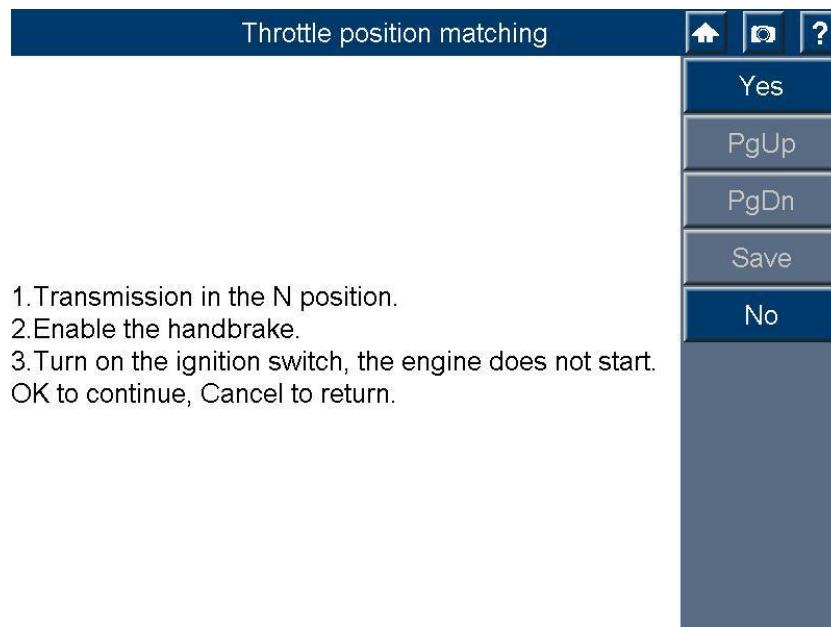 Throttle position matching
?
Yes
PgUp
PgDn
Save
No
1.Transmission in the N position.
2.Enable the handbrake.
3.Turn on the ignition switch, the engine does not start.
OK to continue, Cancel to return.